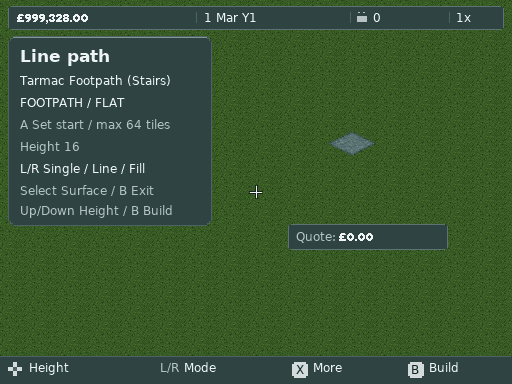 £999,328.00 1 Mar Y1 0 1x
Line path
Tarmac Footpath (Stairs)
FOOTPATH / FLAT
A Set start / max 64 tiles
Height 16
L/R Single / Line / Fill
Select Surface / B Exit
Up/Down Height / B Build
Quote: £0.00
Height L/R Mode X More B Build